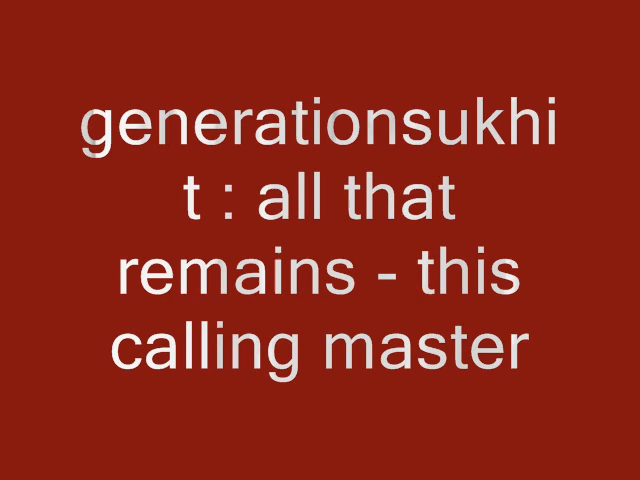 generationsukhi
t : all that
remains - this
calling master